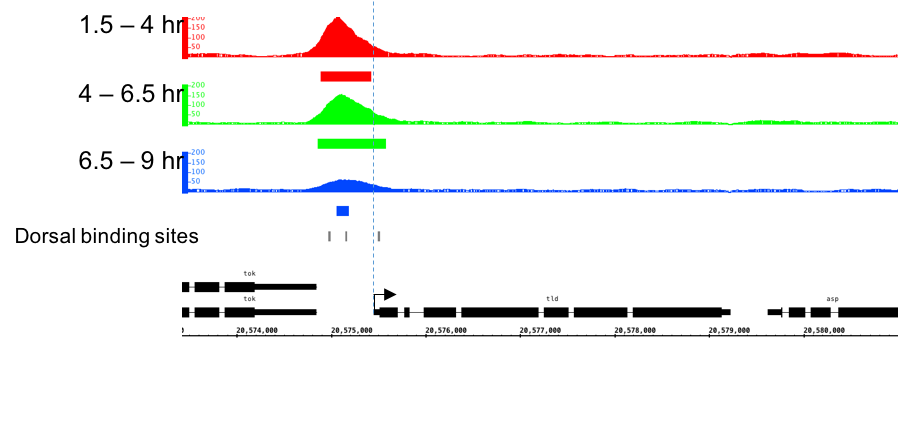 1.5 – 4 hr
200
150
100
50
4 – 6.5 hr
200
150
100
50
6.5 – 9 hr
200
150
100
50
Dorsal binding sites
tok
tok tld asp
20,574,000 20,575,000 20,576,000 20,577,000 20,578,000 20,579,000 20,580,000